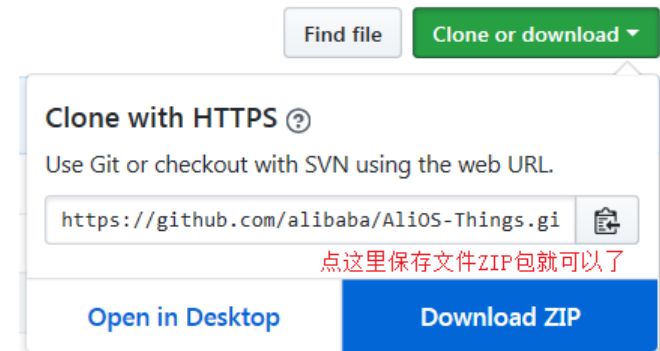 Find file
Clone or download
Clone with HTTPS ?
Use Git or checkout with SVN using the web URL.
https://github.com/alibaba/AliOS-Things.gi
点这里保存文件ZIP包就可以了
Open in Desktop
Download ZIP